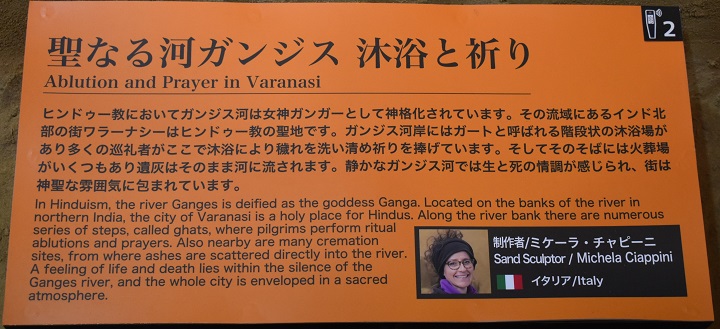 聖なる河ガンジス 沐浴と祈り
2
Ablution and Prayer in Varanasi
ヒンドゥー教においてガンジス河は女神ガンガーとして神格化されています。その流域にあるインド北
部の街ワラーナシーはヒンドゥー教の聖地です。ガンジス河岸にはガートと呼ばれる階段状の沐浴場が
あり多くの巡礼者がここで沐浴により穢れを洗い清め祈りを捧げています。そしてそのそばには火葬場
がいくつもあり遺灰はそのまま河に流されます。静かなガンジス河では生と死の情調が感じられ、街は
神聖な雰囲気に包まれています。
In Hinduism, the river Ganges is deified as the goddess Ganga. Located on the banks of the river in
northern India, the city of Varanasi is a holy place for Hindus. Along the river bank there are numerous
series of steps, called ghats, where pilgrims perform ritual
ablutions and prayers. Also nearby are many cremation
sites, from where ashes are scattered directly into the river.
A feeling of life and death lies within the silence of the
Ganges river, and the whole city is enveloped in a sacred
atmosphere.
制作者/ミケーラ・チャピーニ
Sand Sculptor / Michela Ciappini
イタリア/Italy